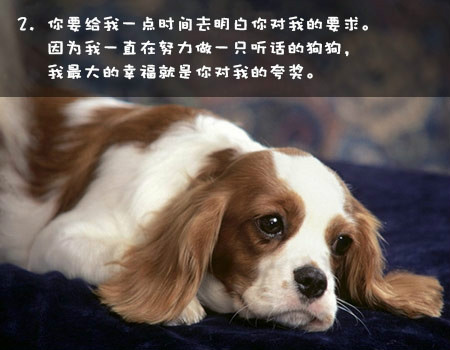 2. 你要给我一点时间去明白你对我的要求。
因为我一直在努力做一只听话的狗狗，
我最大的幸福就是你对我的夸奖。